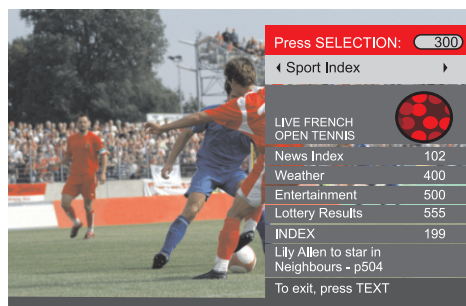 Press SELECTION: 300
Sport Index
LIVE FRENCH
OPEN TENNIS
News Index 102
Weather 400
Entertainment 500
Lottery Results 555
INDEX 199
Lily Allen to star in
Neighbours - p504
To exit, press TEXT